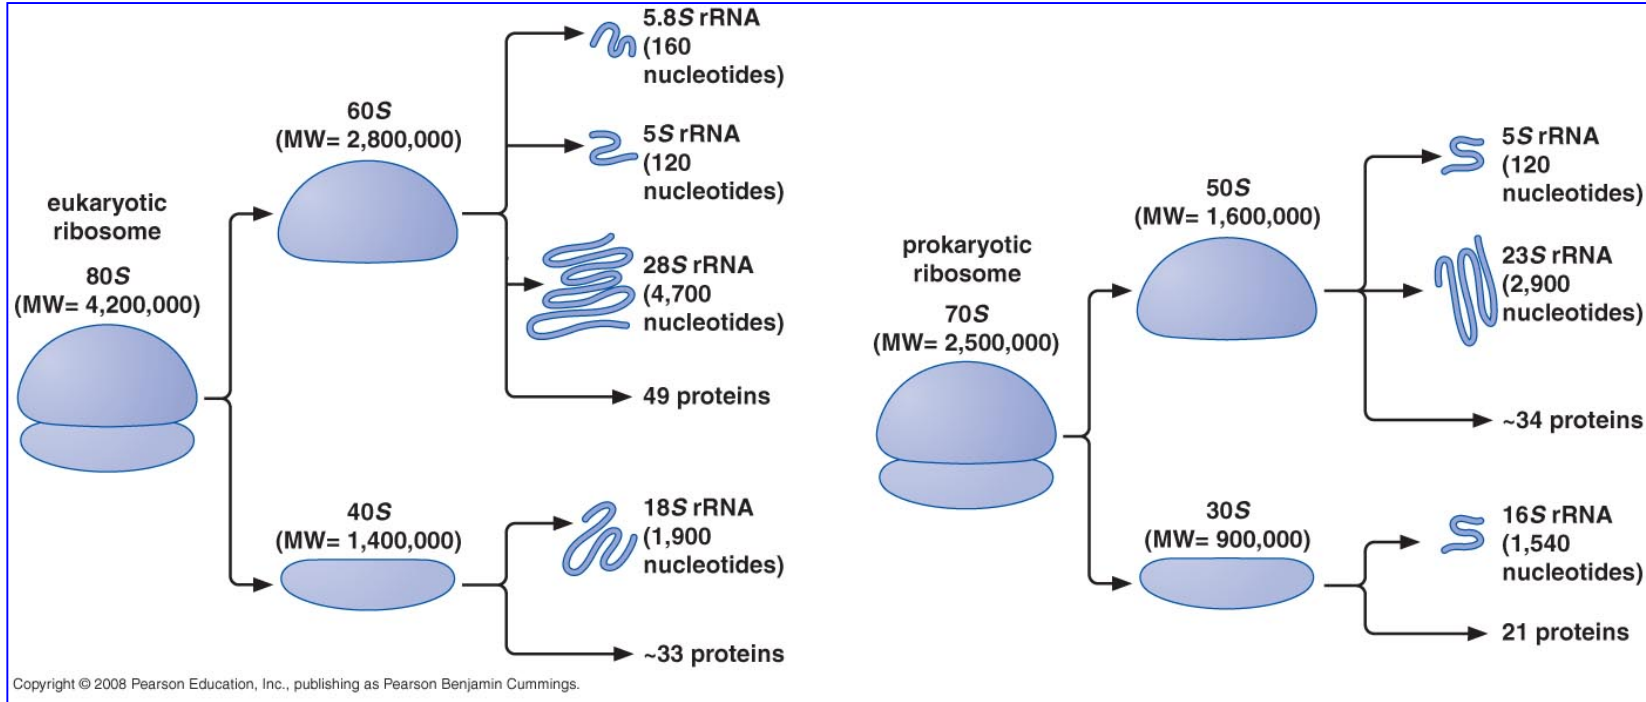 eukaryotic
ribosome
80S
(MW= 4,200,000)
60S
(MW= 2,800,000)
5.8S rRNA
(160
nucleotides)
5S rRNA
(120
nucleotides)
28S rRNA
(4,700
nucleotides)
49 proteins
40S
(MW= 1,400,000)
18S rRNA
(1,900
nucleotides)
~33 proteins
prokaryotic
ribosome
70S
(MW= 2,500,000)
50S
(MW= 1,600,000)
5S rRNA
(120
nucleotides)
23S rRNA
(2,900
nucleotides)
~34 proteins
30S
(MW= 900,000)
16S rRNA
(1,540
nucleotides)
21 proteins
Copyright © 2008 Pearson Education, Inc., publishing as Pearson Benjamin Cummings.